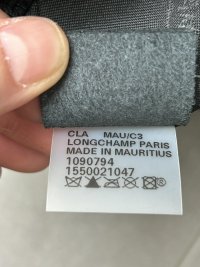 CLA MAU/C3
LONGCHAMP PARIS
MADE IN MAURITIUS
1090794
1550021047